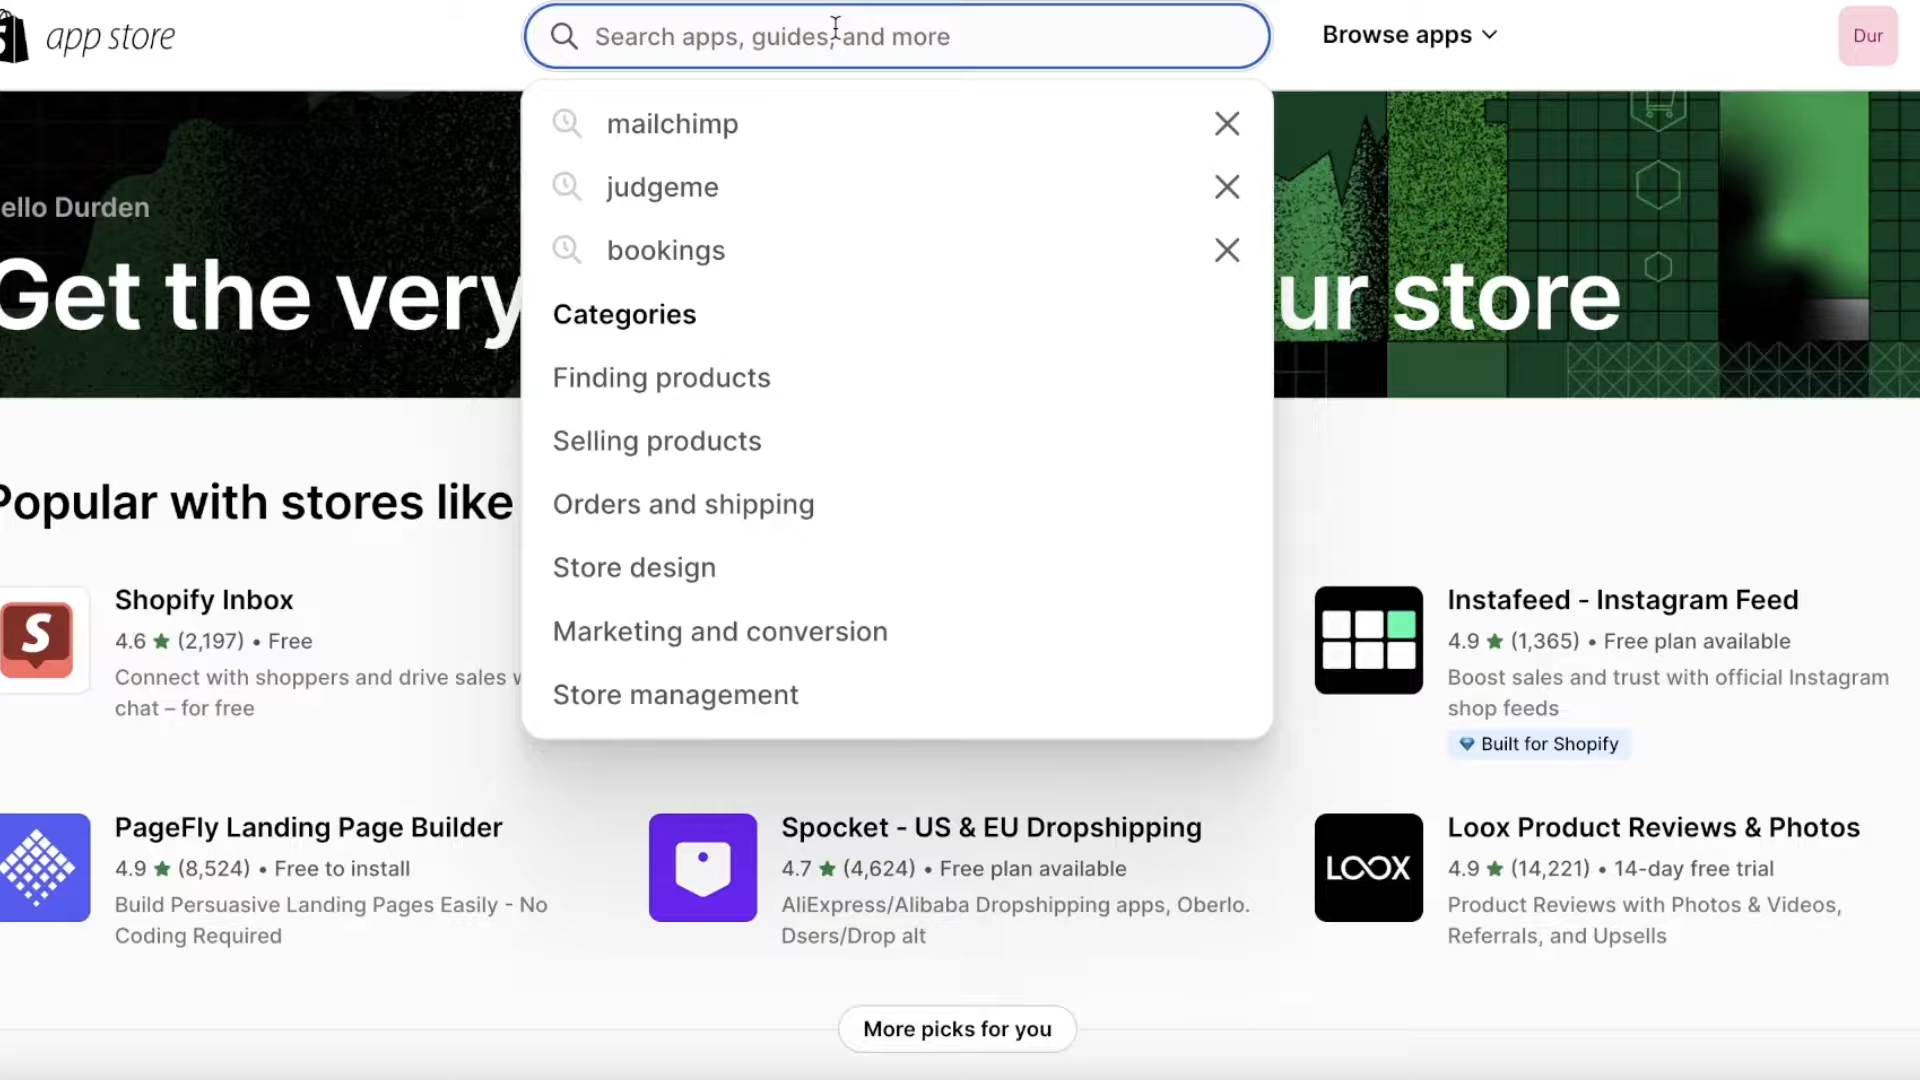 app store
Search apps, guides, and more
Browse apps
Dur
mailchimp
judgeme
bookings
Categories
Finding products
Selling products
Orders and shipping
Store design
Marketing and conversion
Store management
ello Durden
Get the very
ur store
Popular with stores like
Shopify Inbox
4.6 ★ (2,197) • Free
Connect with shoppers and drive sales
chat – for free
Instafeed - Instagram Feed
4.9 ★ (1,365) • Free plan available
Boost sales and trust with official Instagram
shop feeds
Built for Shopify
PageFly Landing Page Builder
4.9 ★ (8,524) • Free to install
Build Persuasive Landing Pages Easily - No
Coding Required
Spocket - US & EU Dropshipping
4.7 ★ (4,624) • Free plan available
AliExpress/Alibaba Dropshipping apps, Oberlo.
Dsers/Drop alt
LOOX
Loox Product Reviews & Photos
4.9 ★ (14,221) • 14-day free trial
Product Reviews with Photos & Videos,
Referrals, and Upsells
More picks for you